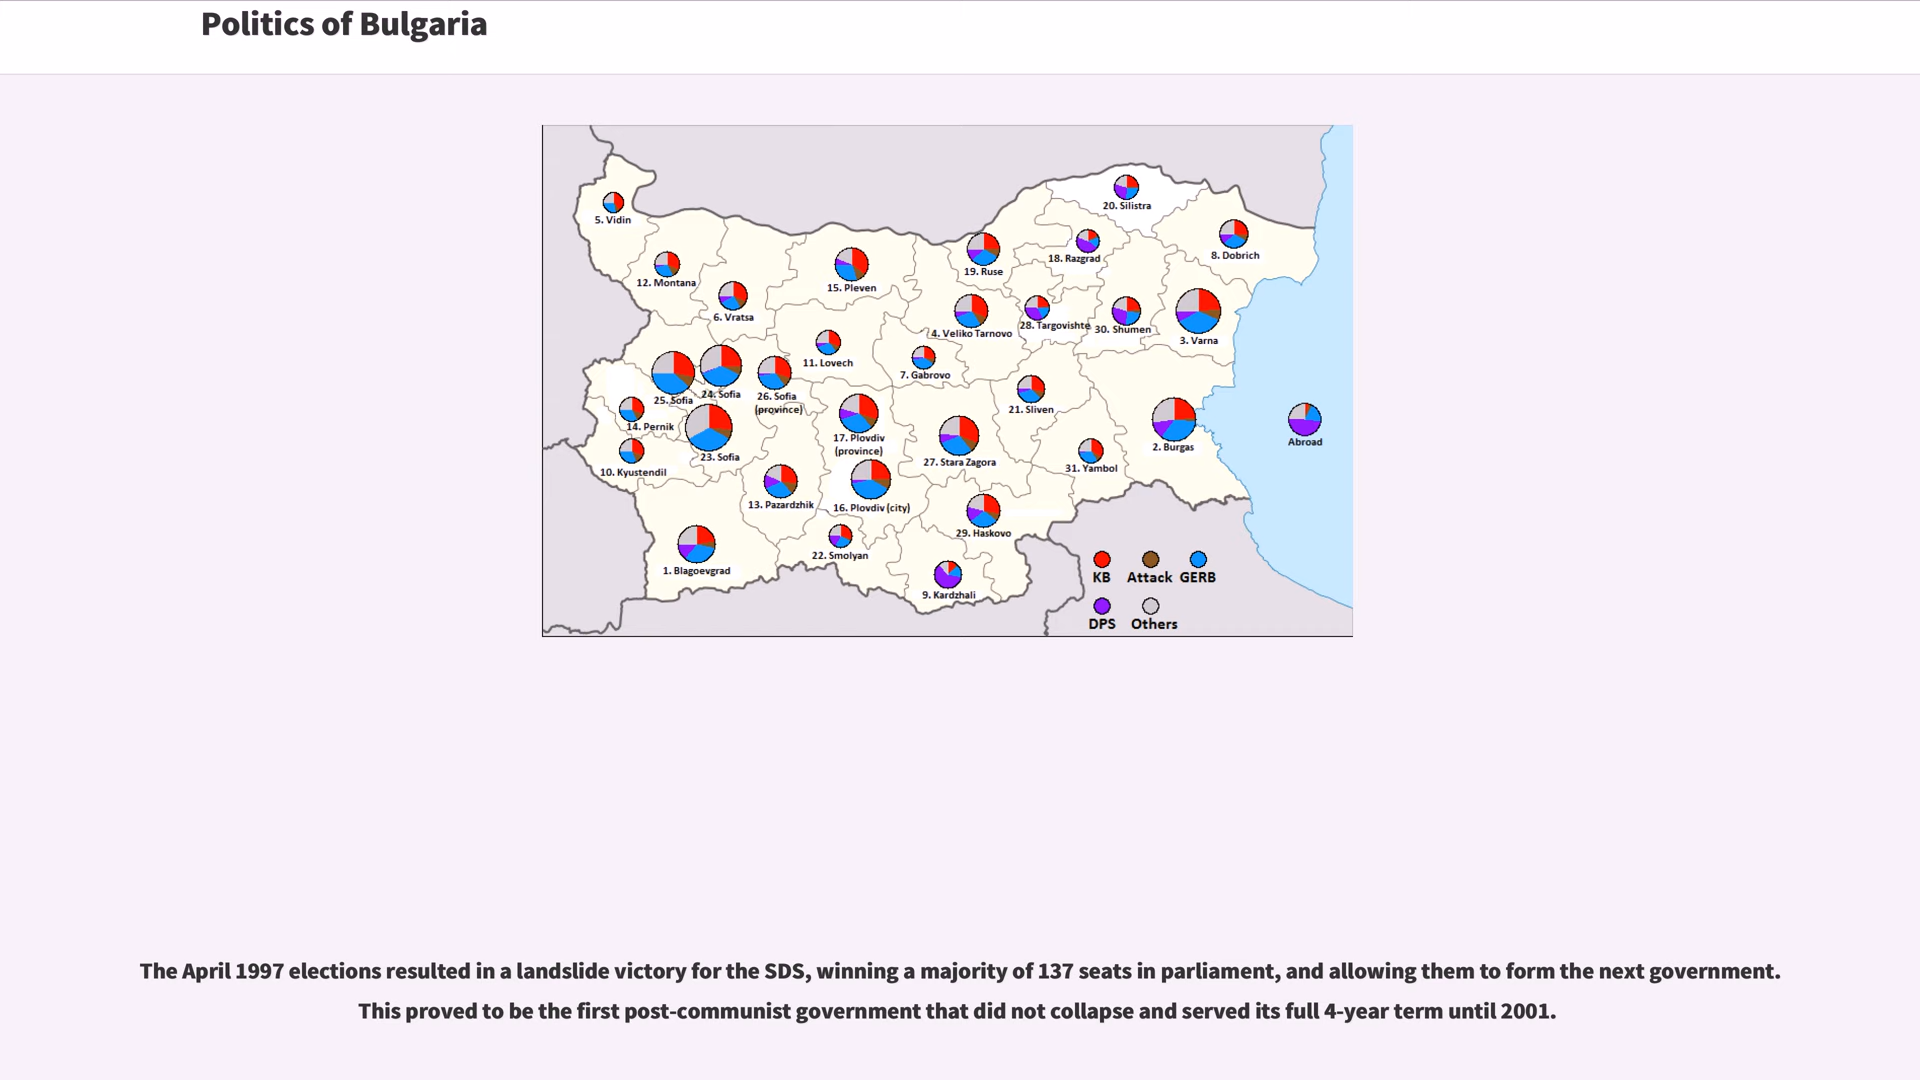 Politics of Bulgaria
20. Silistra
5. Vidin
8. Dobrich
18. Razgrad
19. Ruse
12. Montana
15. Pleven
6. Vratsa
28. Targovishte
30. Shumen
4. Veliko Tarnovo
3. Varna
11. Lovech
7. Gabrovo
24. Sofia
25. Sofia
26. Sofia
(province)
21. Sliven
14. Pernik
17. Plovdiv
(province)
Abroad
2. Burgas
23. Sofia
27. Stara Zagora
31. Yambol
10. Kyustendil
13. Pazardzhik
16. Plovdiv (city)
29. Haskovo
22. Smolyan
1. Blagoevgrad
9. Kardzhali
KB Attack GERB
DPS Others
The April 1997 elections resulted in a landslide victory for the SDS, winning a majority of 137 seats in parliament, and allowing them to form the next government.
This proved to be the first post-communist government that did not collapse and served its full 4-year term until 2001.